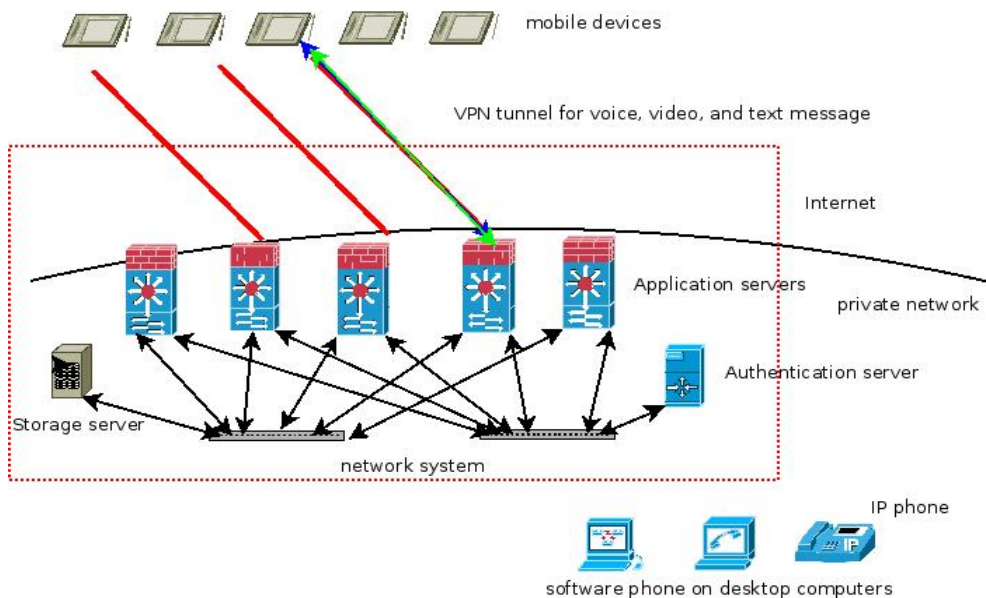 mobile devices
VPN tunnel for voice, video, and text message
Internet
Application servers
private network
Authentication server
Storage server
network system
IP phone
IP
software phone on desktop computers